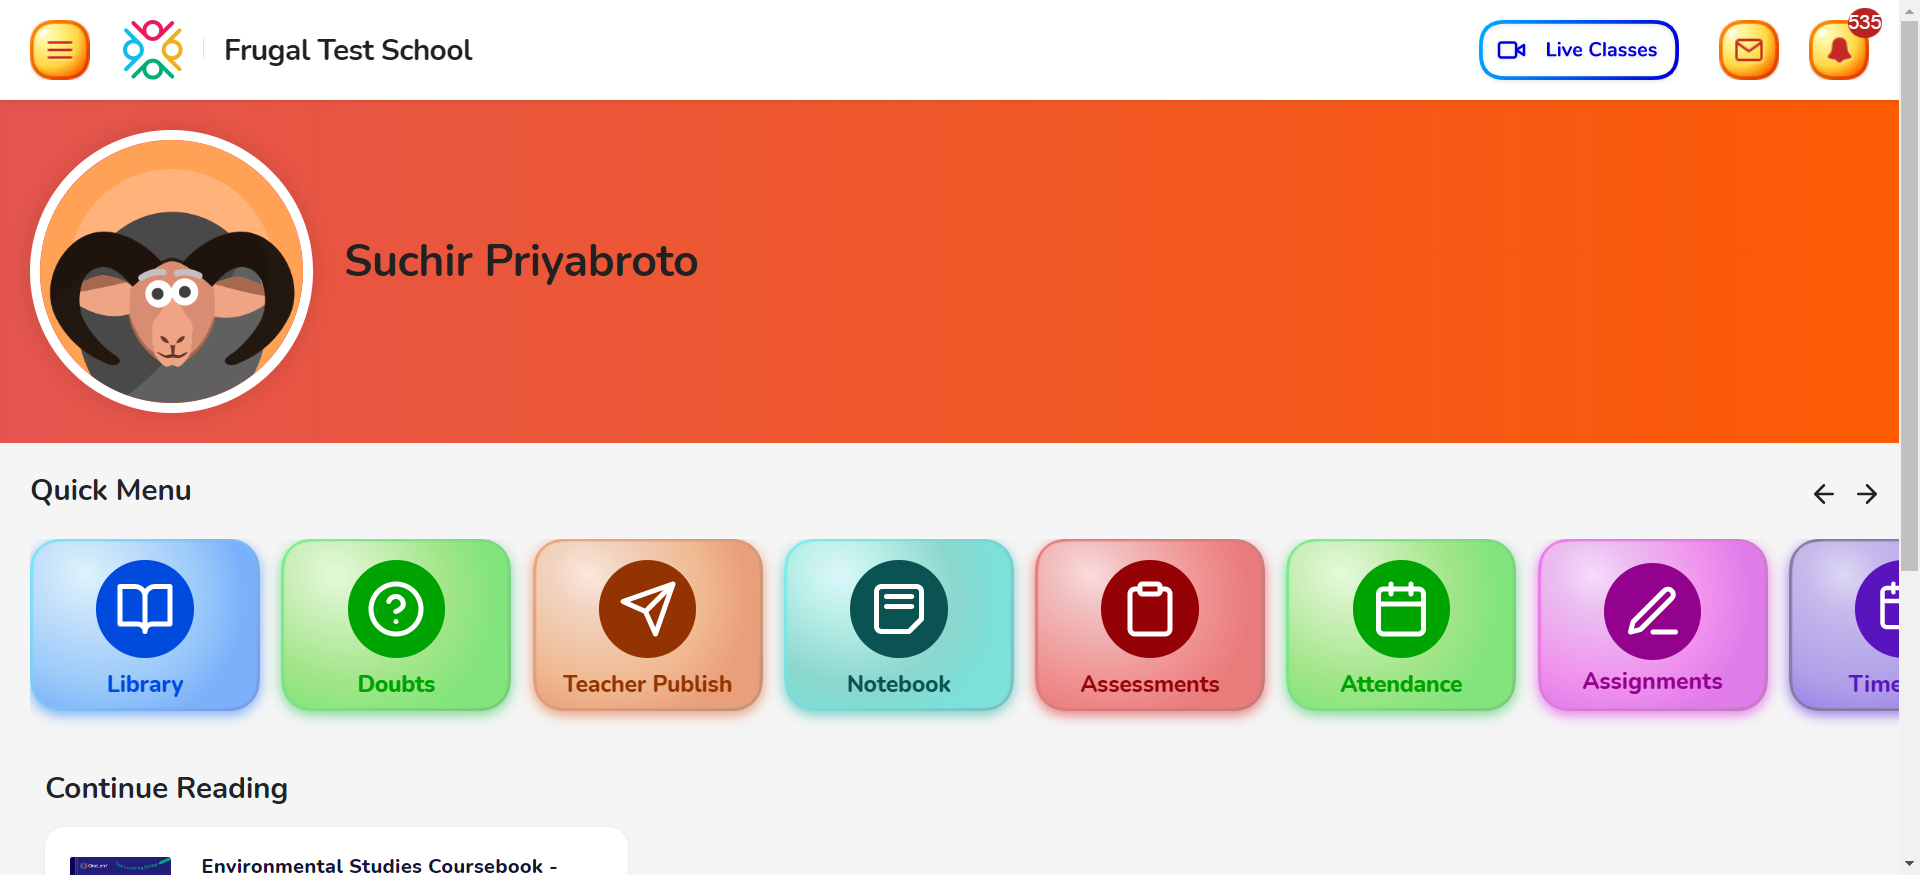 Frugal Test School
Live Classes
535
Suchir Priyabroto
Quick Menu
Library
Doubts
Teacher Publish
Notebook
Assessments
Attendance
Assignments
Time
Continue Reading
Environmental Studies Coursebook -